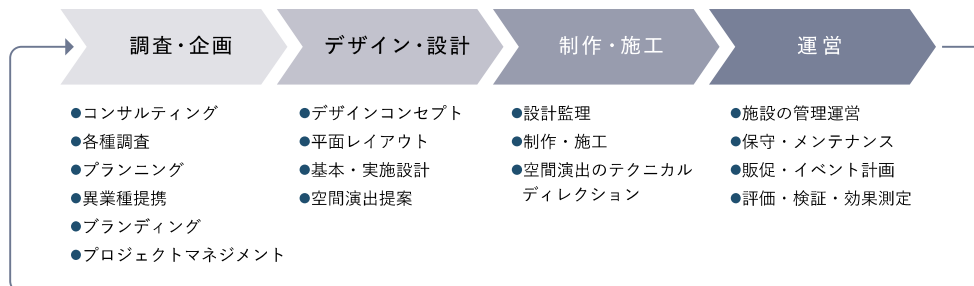 調査・企画
デザイン・設計
制作・施工
運営
●コンサルティング
●各種調査
●プランニング
●異業種提携
●ブランディング
●プロジェクトマネジメント
●デザインコンセプト
●平面レイアウト
●基本・実施設計
●空間演出提案
●設計監理
●制作・施工
●空間演出のテクニカル
ディレクション
●施設の管理運営
●保守・メンテナンス
●販促・イベント計画
●評価・検証・効果測定